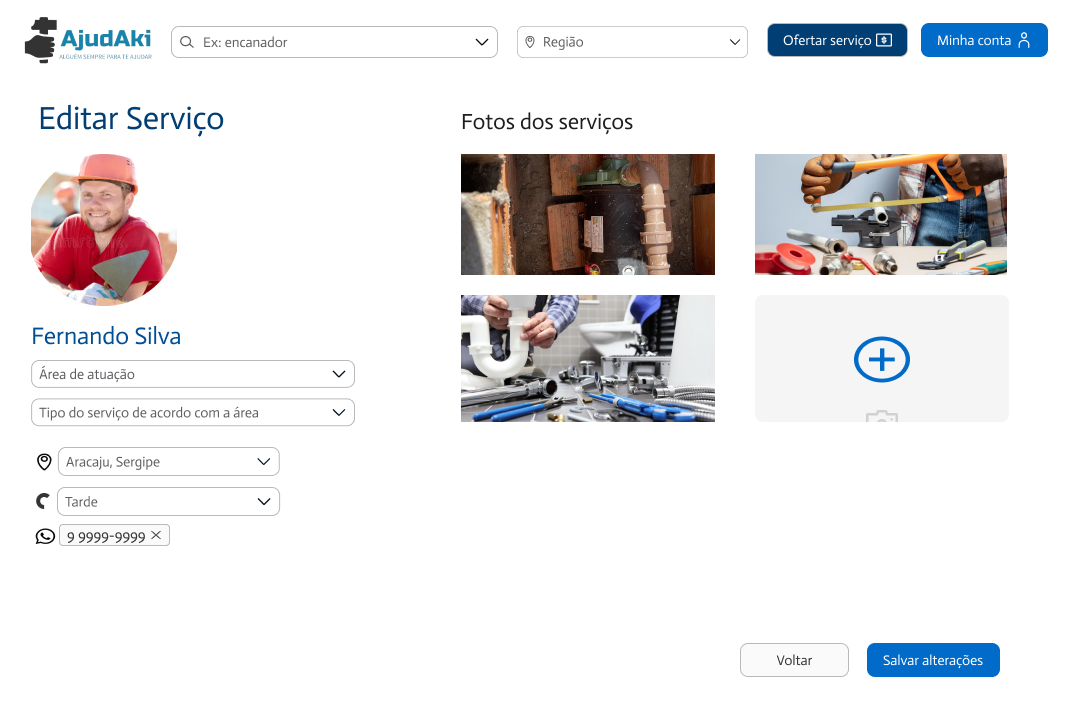 AjudAki
ALGUÉM SEMPRE PARA TE AJUDAR
Ex: encanador
Região
Ofertar serviço
Minha conta
Editar Serviço
Fotos dos serviços
Fernando Silva
Área de atuação
Tipo do serviço de acordo com a área
Aracaju, Sergipe
Tarde
9 9999-9999
Voltar
Salvar alterações